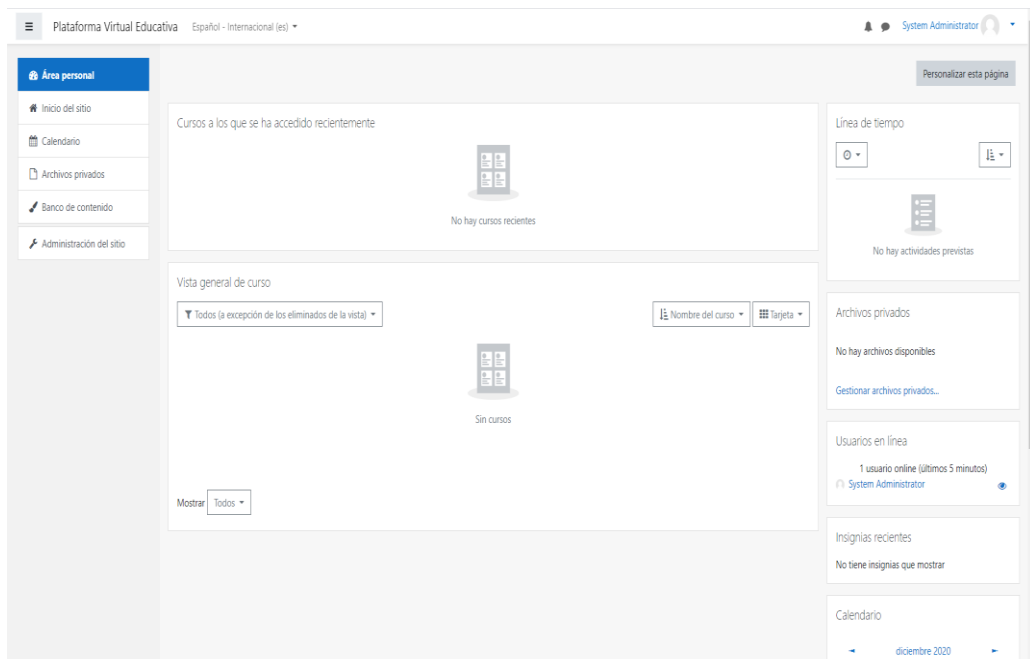 Plataforma Virtual Educativa Español - Internacional (es) System Administrator
Área personal
Inicio del sitio
Calendario
Archivos privados
Banco de contenido
Administración del sitio
Personalizar esta página
Cursos a los que se ha accedido recientemente
No hay cursos recientes
Vista general de curso
Todos (a excepción de los eliminados de la vista) Nombre del curso Tarjeta
Sin cursos
Mostrar Todos
Línea de tiempo
No hay actividades previstas
Archivos privados
No hay archivos disponibles
Gestionar archivos privados...
Usuarios en línea
1 usuario online (últimos 5 minutos)
System Administrator
Insignias recientes
No tiene insignias que mostrar
Calendario
diciembre 2020